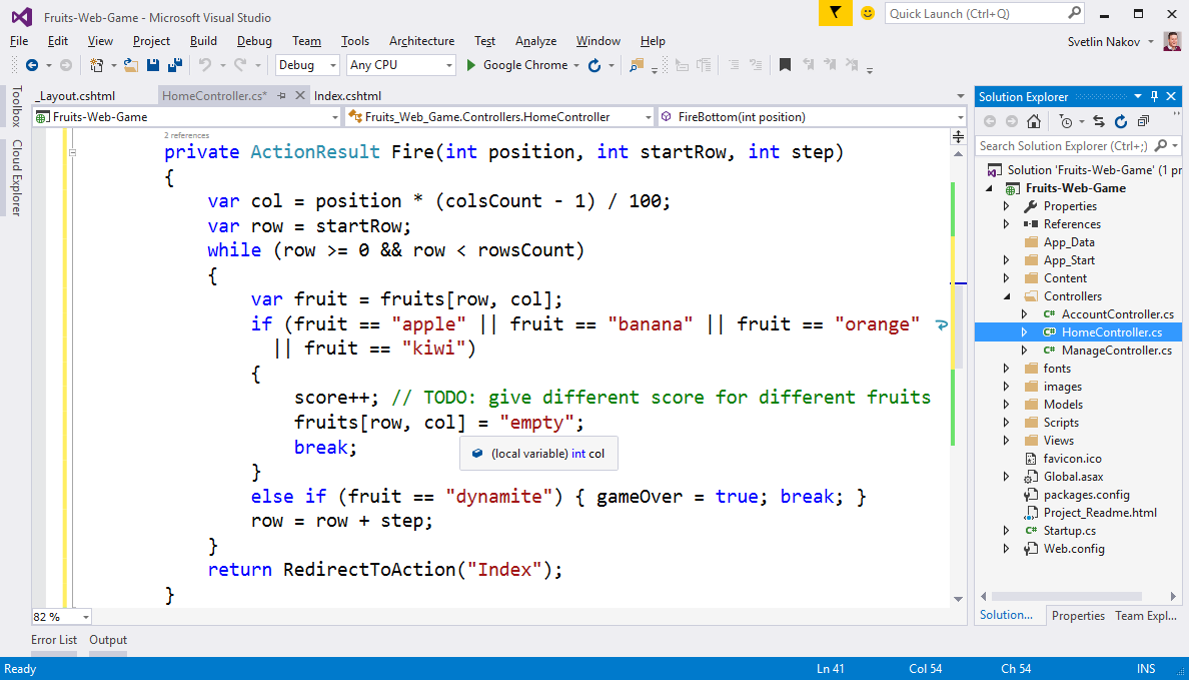 Fruits-Web-Game - Microsoft Visual Studio
Quick Launch (Ctrl+Q)
File Edit View Project Build Debug Team Tools Architecture Test Analyze Window Help
Svetlin Nakov
Debug Any CPU Google Chrome
Toolbox
Cloud Explorer
_Layout.cshtml HomeController.cs* Index.cshtml
Fruits-Web-Game Fruits_Web_Game.Controllers.HomeController FireBottom(int position)
2 references
private ActionResult Fire(int position, int startRow, int step)
{
var col = position * (colsCount - 1) / 100;
var row = startRow;
while (row >= 0 && row < rowsCount)
{
var fruit = fruits[row, col];
if (fruit == "apple" || fruit == "banana" || fruit == "orange"
|| fruit == "kiwi")
{
score++; // TODO: give different score for different fruits
fruits[row, col] = "empty";
break;
(local variable) int col
}
else if (fruit == "dynamite") { gameOver = true; break; }
row = row + step;
}
return RedirectToAction("Index");
}
82 %
Error List Output
Solution Explorer
Search Solution Explorer (Ctrl+;)
Solution 'Fruits-Web-Game' (1 pr
Fruits-Web-Game
Properties
References
App_Data
App_Start
Content
Controllers
C# AccountController.cs
C# HomeController.cs
C# ManageController.cs
fonts
images
Models
Scripts
Views
favicon.ico
Global.asax
packages.config
Project_Readme.html
C# Startup.cs
Web.config
Solution... Properties Team Expl...
Ready Ln 41 Col 54 Ch 54 INS